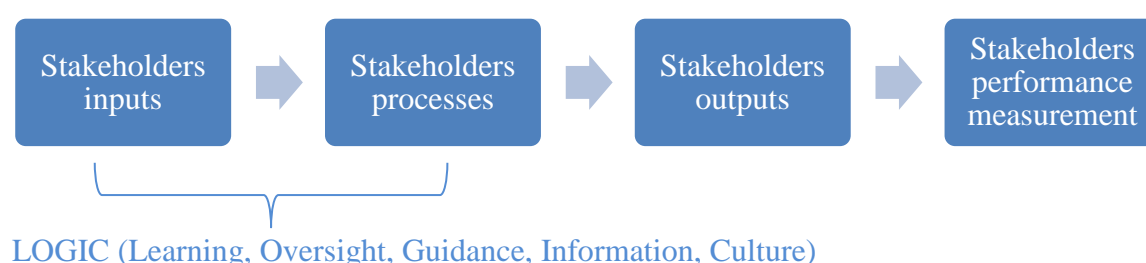 Stakeholders
inputs
Stakeholders
processes
Stakeholders
outputs
Stakeholders
performance
measurement
LOGIC (Learning, Oversight, Guidance, Information, Culture)